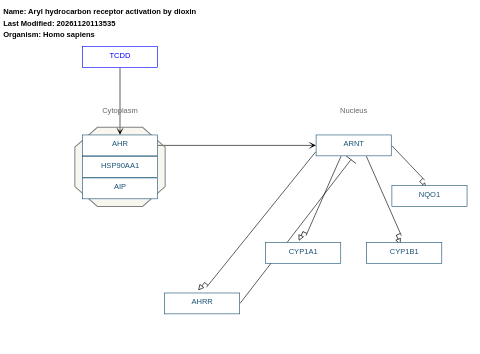 Name: Aryl hydrocarbon receptor activation by dioxin
Last Modified: 20261120113535
Organism: Homo sapiens
TCDD
Cytoplasm
Nucleus
AHR
ARNT
HSP90AA1
AIP
NQO1
CYP1A1
CYP1B1
AHRR